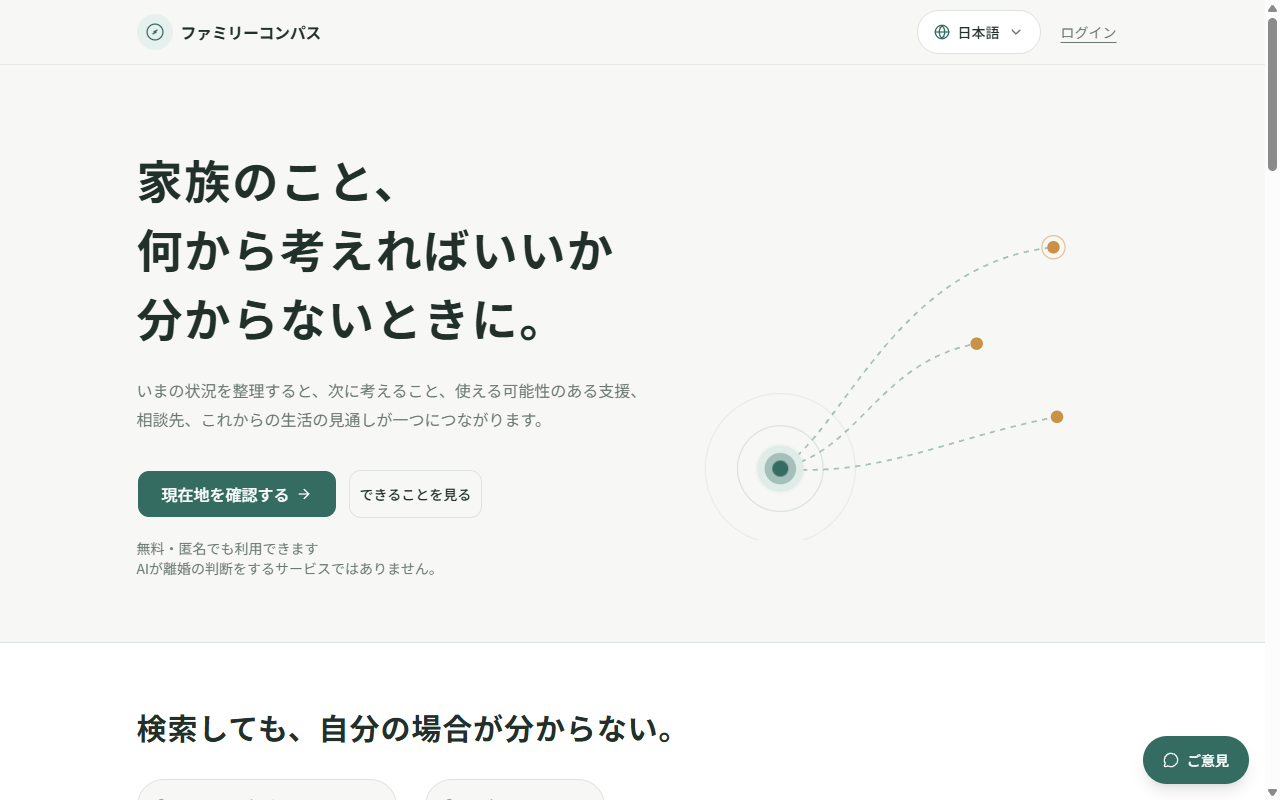 ファミリーコンパス
日本語
ログイン
家族のこと、
何から考えればいいか
分からないときに。
いまの状況を整理すると、次に考えること、使える可能性のある支援、
相談先、これからの生活の見通しが一つにつながります。
現在地を確認する →
できることを見る
無料・匿名でも利用できます
AIが離婚の判断をするサービスではありません。
検索しても、自分の場合が分からない。
ご意見